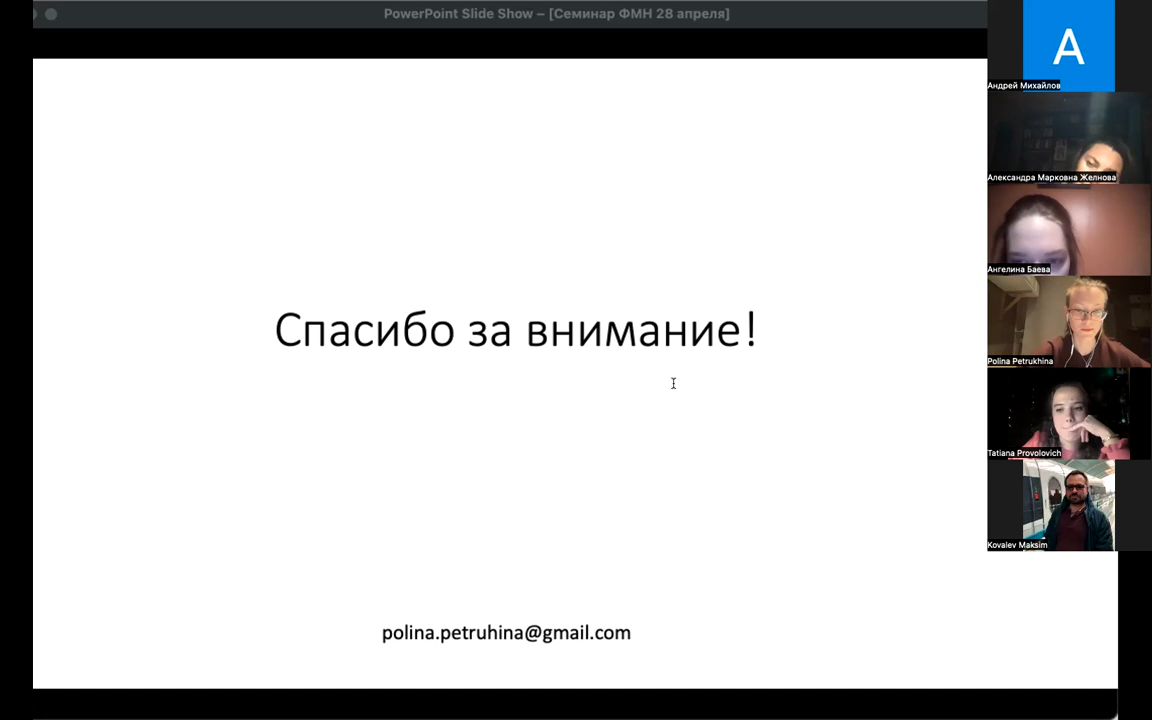 PowerPoint Slide Show – [Семинар ФМН 28 апреля]
А
Андрей Михайлов
Александра Марковна Желнова
Ангелина Баева
Polina Petrukhina
Tatiana Provolovich
Kovalev Maksim
Спасибо за внимание!
polina.petruhina@gmail.com